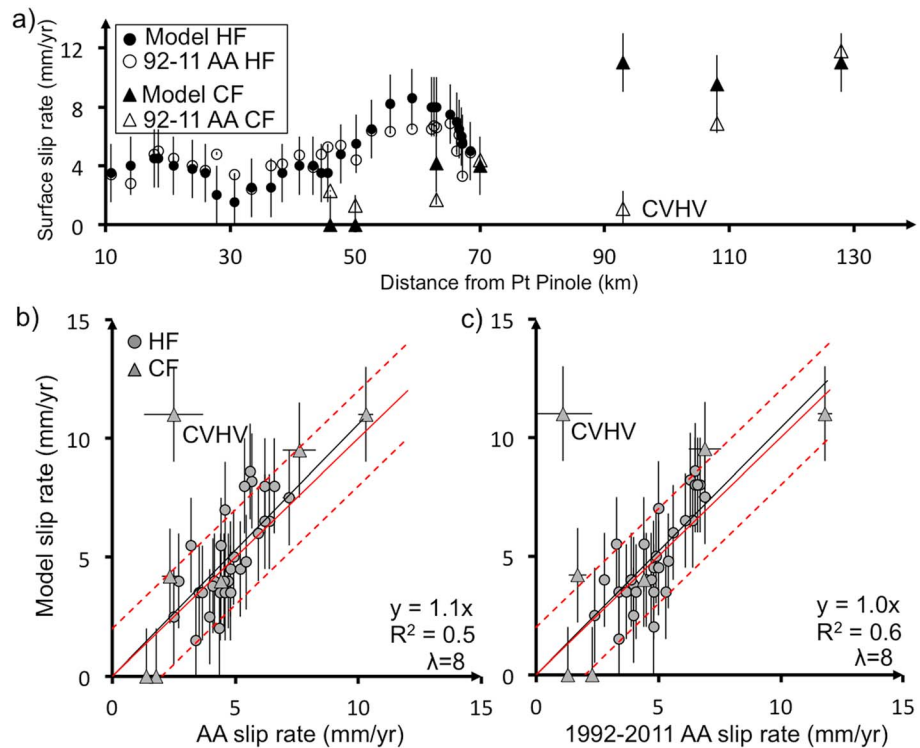 a)
Surface slip rate (mm/yr)
12
8
4
0
Model HF
92-11 AA HF
Model CF
92-11 AA CF
CVHV
10 30 50 70 90 110 130
Distance from Pt Pinole (km)
b)
Model slip rate (mm/yr)
15
10
5
0
HF
CF
CVHV
y = 1.1x
R² = 0.5
λ=8
0 5 10 15
AA slip rate (mm/yr)
c)
15
10
5
0
CVHV
y = 1.0x
R² = 0.6
λ=8
0 5 10 15
1992-2011 AA slip rate (mm/yr)